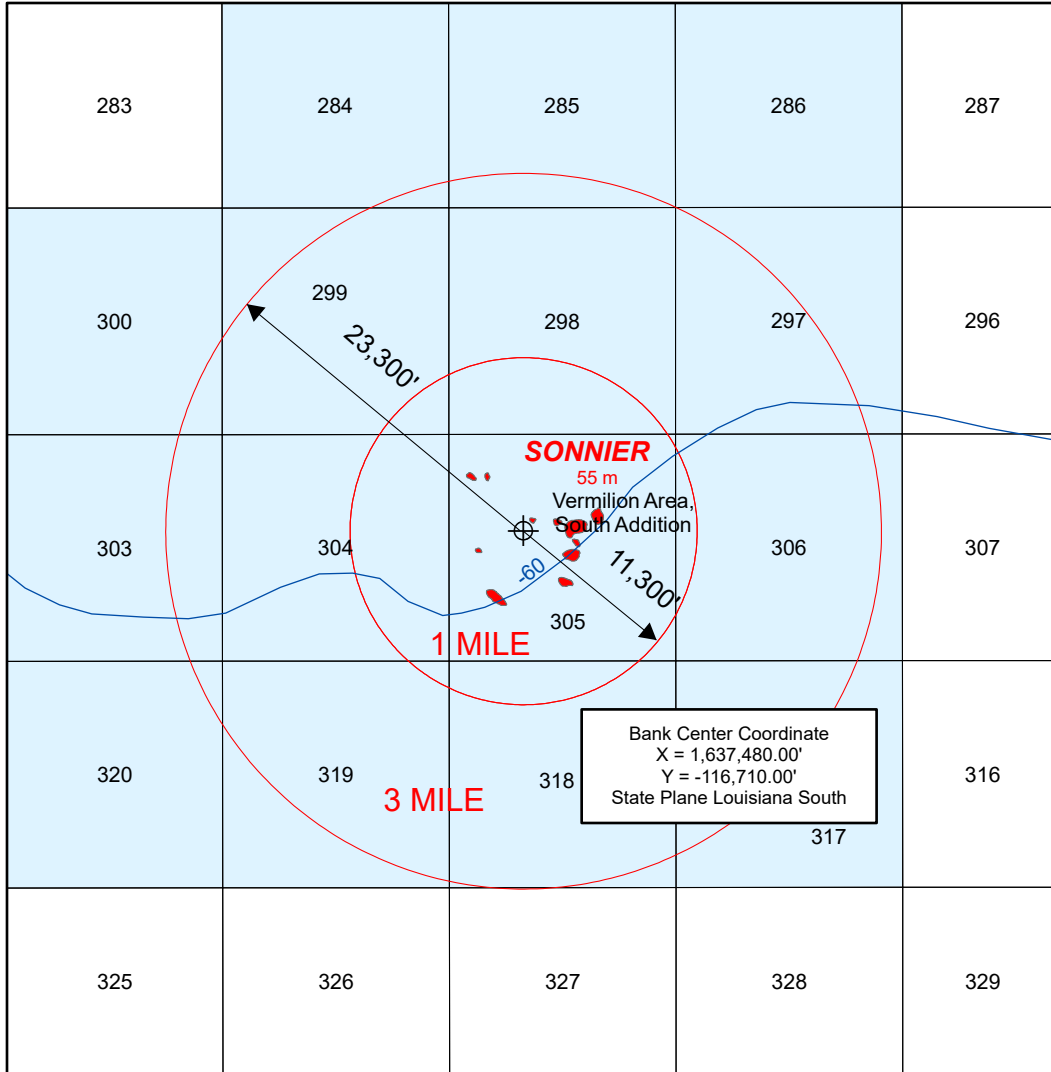 283
284
285
286
287
299
300
298
297
296
23,300'
SONNIER
55 m
Vermilion Area,
South Addition
303
304
306
307
-60
11,300'
305
1 MILE
Bank Center Coordinate
X = 1,637,480.00'
Y = -116,710.00'
State Plane Louisiana South
320
319
318
316
3 MILE
317
325
326
327
328
329